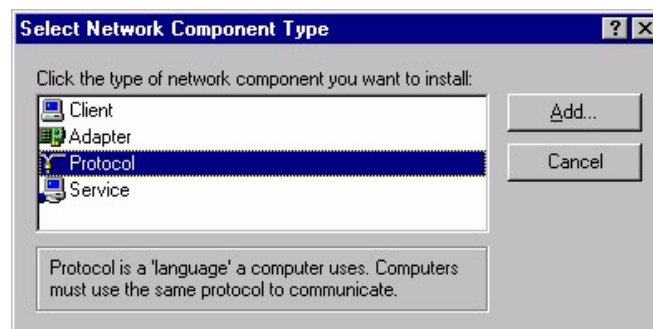 Select Network Component Type
Click the type of network component you want to install:
Client
Adapter
Protocol
Service
Add...
Cancel
Protocol is a 'language' a computer uses. Computers
must use the same protocol to communicate.